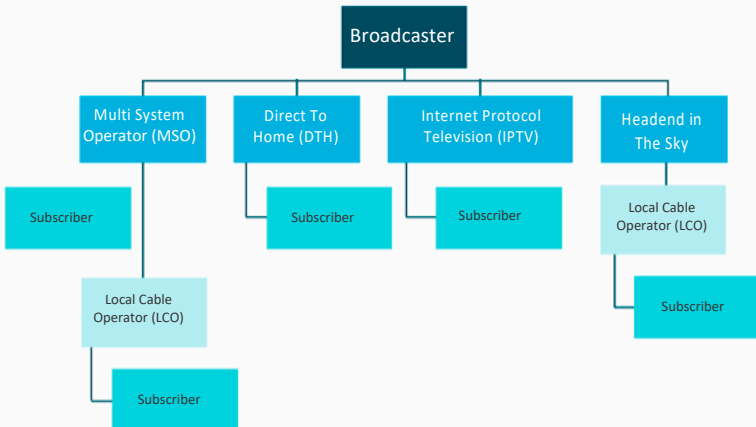 Broadcaster
Multi System
Operator (MSO)
Direct To
Home (DTH)
Internet Protocol
Television (IPTV)
Headend in
The Sky
Subscriber
Subscriber
Subscriber
Local Cable
Operator (LCO)
Subscriber
Local Cable
Operator (LCO)
Subscriber